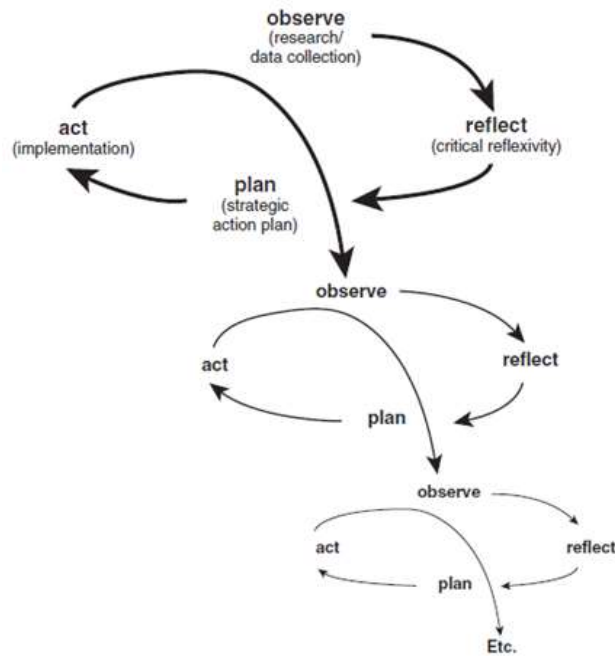 observe
(research/
data collection)
reflect
(critical reflexivity)
plan
(strategic
action plan)
act
(implementation)
observe
reflect
plan
act
observe
reflect
plan
act
Etc.